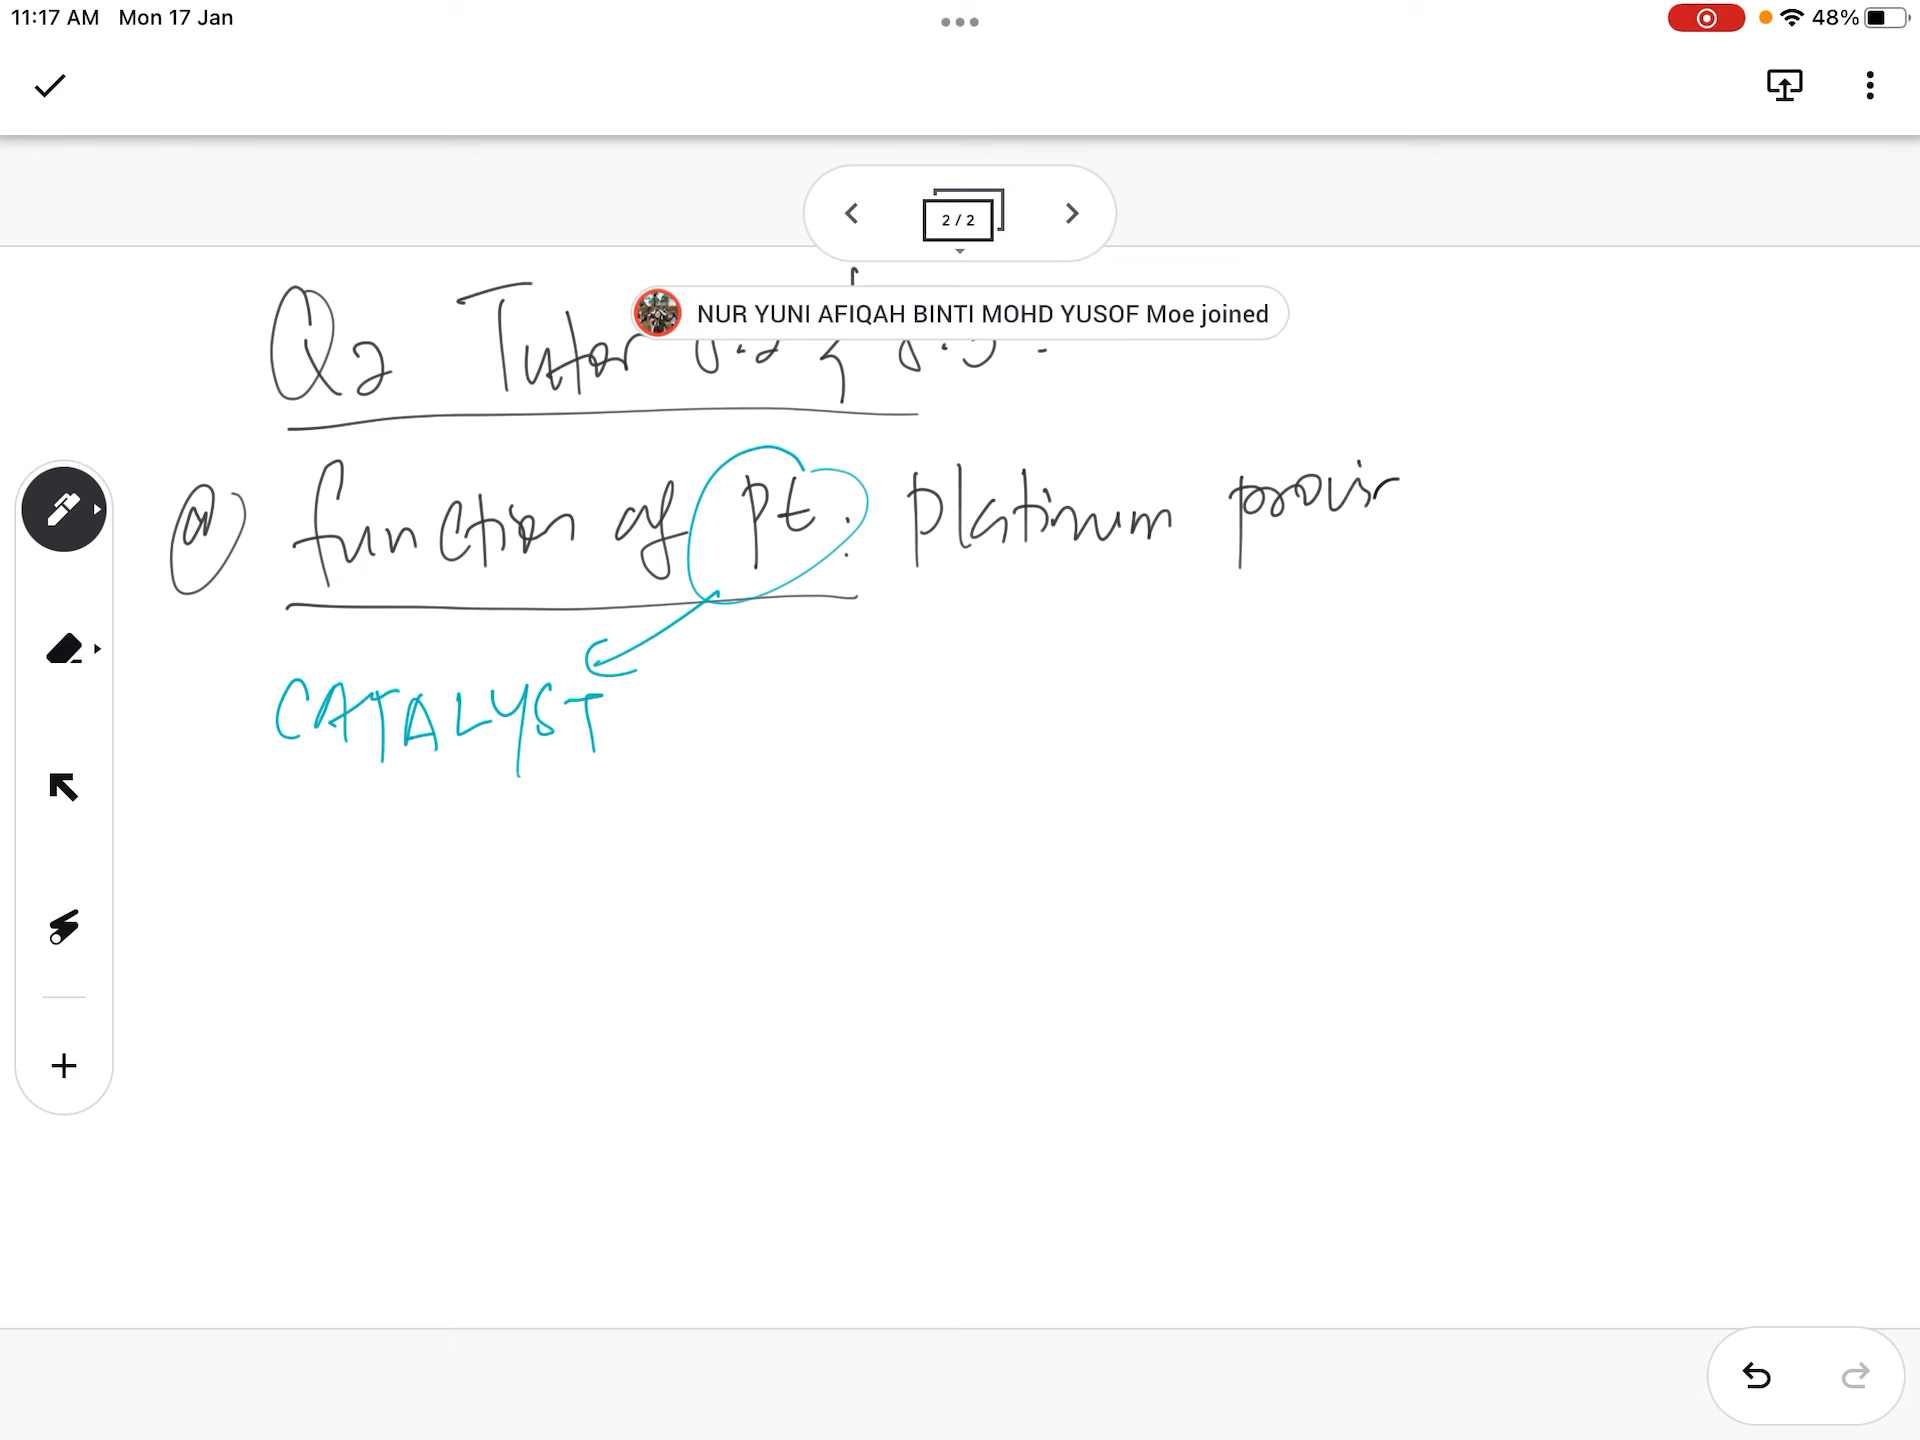 11:17 AM Mon 17 Jan
48%
2 / 2
NUR YUNI AFIQAH BINTI MOHD YUSOF Moe joined
Q2 Tutor
a) function of Pt: Platinum provi
CATALYST